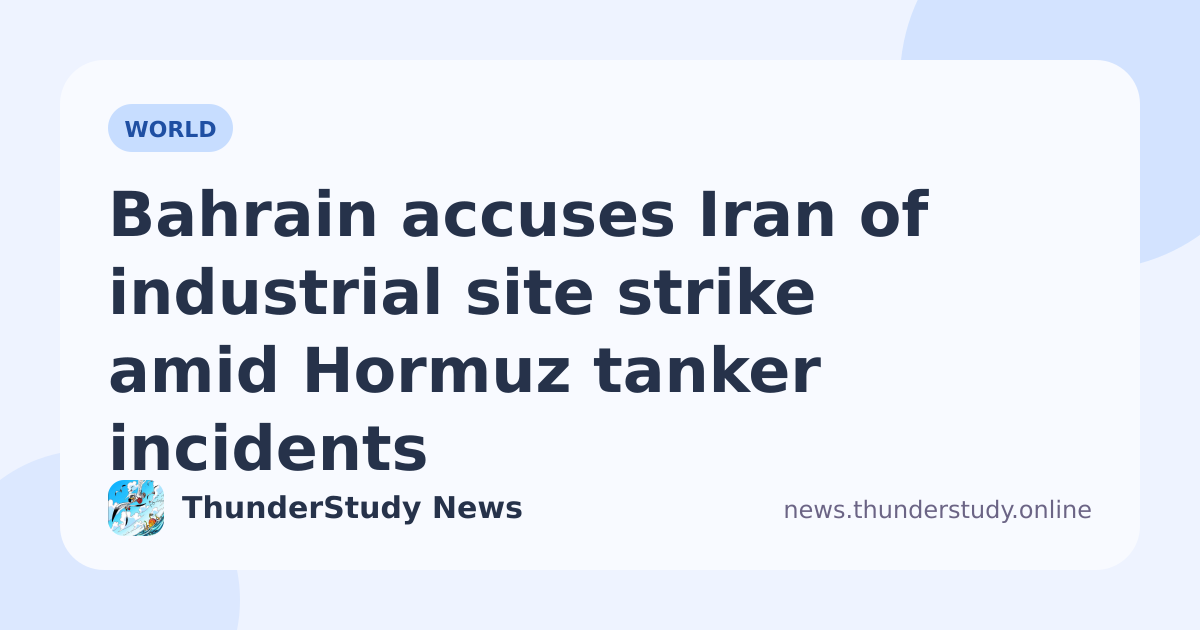 WORLD
Bahrain accuses Iran of
industrial site strike
amid Hormuz tanker
incidents
ThunderStudy News
news.thunderstudy.online